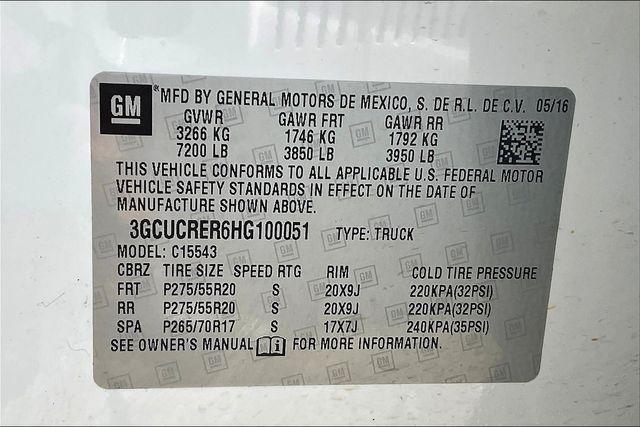 GM ®MFD BY GENERAL MOTORS DE MEXICO, S. DE R.L. DE C.V. 05/16
GVWR GAWR FRT GAWR RR
3266 KG 1746 KG 1792 KG
7200 LB 3850 LB 3950 LB
THIS VEHICLE CONFORMS TO ALL APPLICABLE U.S. FEDERAL MOTOR
VEHICLE SAFETY STANDARDS IN EFFECT ON THE DATE OF
MANUFACTURE SHOWN ABOVE.
3GCUCRER6HG100051 TYPE: TRUCK
MODEL: C15543
CBRZ TIRE SIZE SPEED RTG RIM COLD TIRE PRESSURE
FRT P275/55R20 S 20X9J 220KPA(32PSI)
RR P275/55R20 S 20X9J 220KPA(32PSI)
SPA P265/70R17 S 17X7J 240KPA(35PSI)
SEE OWNER'S MANUAL FOR MORE INFORMATION.